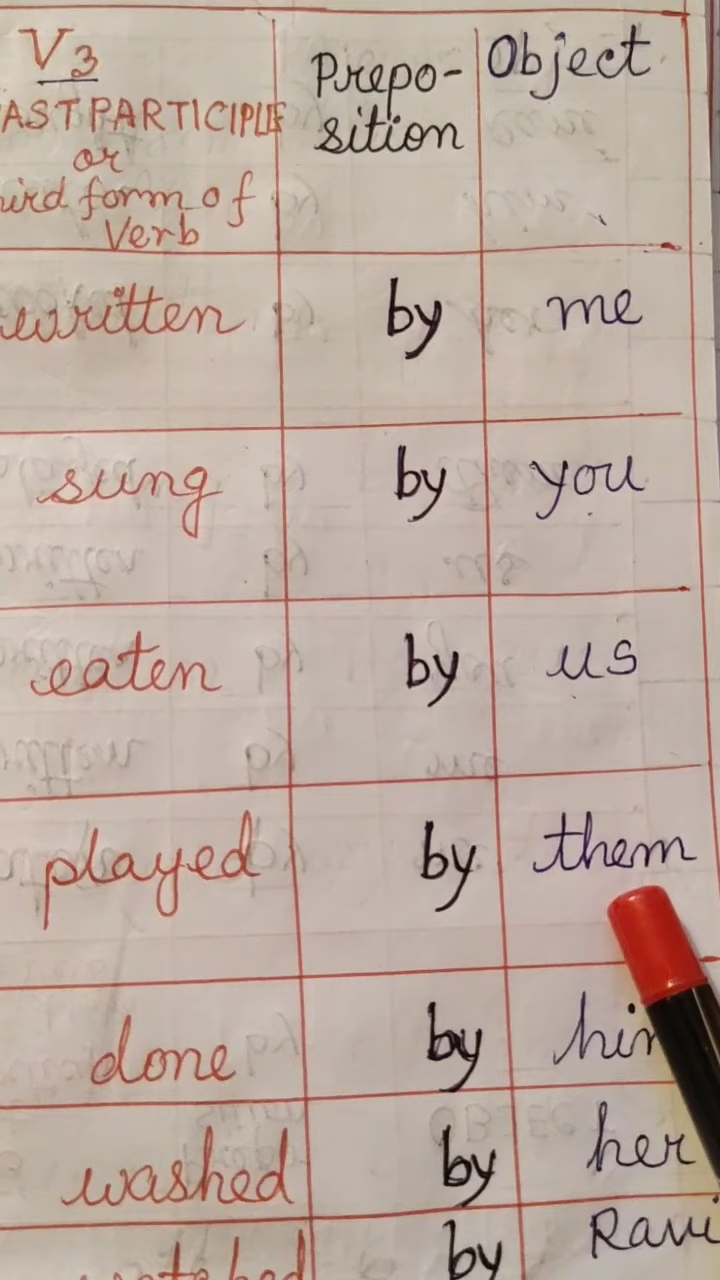 V3 Prepo- Object
AST PARTICIPLE sition
or
ird form of
Verb
written by me
sung by you
eaten by us
played by them
done by
washed by her
by Ravi